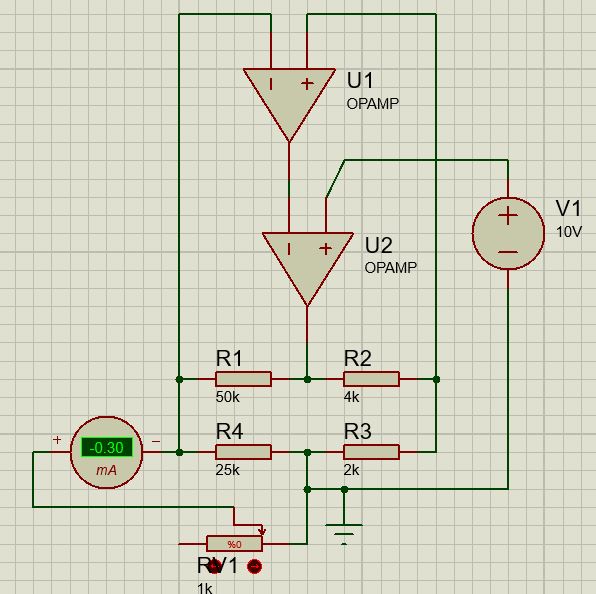 U1
OPAMP
U2
OPAMP
V1
10V
R1
50k
R2
4k
R4
25k
R3
2k
-0.30
mA
%0
RV1
1k